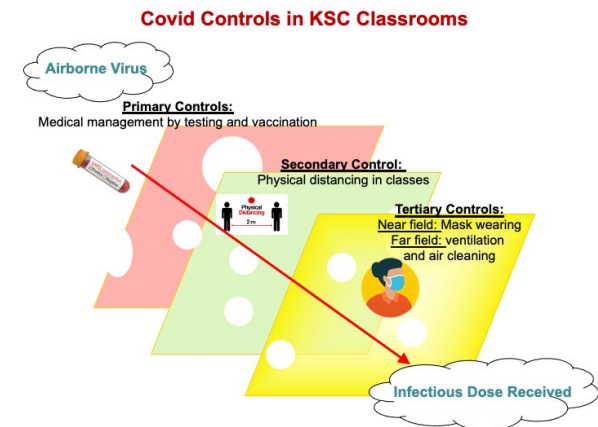 Covid Controls in KSC Classrooms
Airborne Virus
Primary Controls:
Medical management by testing and vaccination
Secondary Control:
Physical distancing in classes
Physical
Distancing
2 m
Tertiary Controls:
Near field: Mask wearing
Far field: ventilation
and air cleaning
Infectious Dose Received